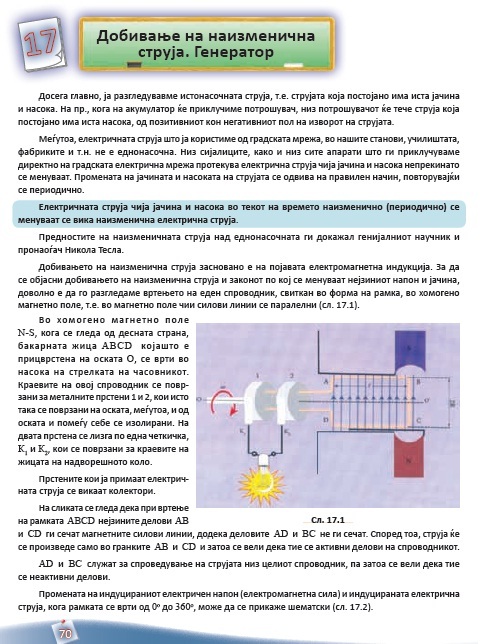 17
Добивање на наизменична
струја. Генератор
Досега главно, ја разгледувавме истонасочната струја, т.е. струјата која постојано има иста јачина
и насока. На пр., кога на акумулатор ќе приклучиме потрошувач, низ потрошувачот ќе тече струја која
постојано има иста насока, од позитивниот кон негативниот пол на изворот на струјата.
Меѓутоа, електричната струја што ја користиме од градската мрежа, во нашите станови, училиштата,
фабриките и т.н. не е еднонасочна. Низ сијалиците, како и низ сите апарати што ги приклучуваме
директно на градската електрична мрежа протекува електрична струја чија јачина и насока непрекинато
се менуваат. Промената на јачината и насоката на струјата се одвива на правилен начин, повторувајќи
се периодично.
Електричната струја чија јачина и насока во текот на времето наизменично (периодично) се
менуваат се вика наизменична електрична струја.
Предностите на наизменичната струја над еднонасочната ги докажал генијалниот научник и
пронаоѓач Никола Тесла.
Добивањето на наизменична струја засновано е на појавата електромагнетна индукција. За да
се објасни добивањето на наизменична струја и законот по кој се менуваат нејзиниот напон и јачина,
доволно е да го разгледаме вртењето на еден спроводник, свиткан во форма на рамка, во хомогено
магнетно поле, т.е. во магнетно поле чии силови линии се паралелни (сл. 17.1).
Во хомогено магнетно поле
N-S, кога се гледа од десната страна,
бакарната жица ABCD којашто е
прицврстена на оската O, се врти во
насока на стрелката на часовникот.
Краевите на овој спроводник се повр-
зани за металните прстени 1 и 2, кои исто
така се поврзани на оската, меѓутоа, и од
оската и помеѓу себе се изолирани. На
двата прстена се лизга по една четкичка,
K₁ и K₂, кои се поврзани за краевите на
жицата на надворешното коло.
Прстените кои ја примаат електрич-
ната струја се викаат колектори.
На сликата се гледа дека при вртење
на рамката ABCD нејзините делови AB
1 2 A B
O O'
K₁ K₂ D C
Сл. 17.1
и CD ги сечат магнетните силови линии, додека деловите AD и BC не ги сечат. Според тоа, струја ќе
се произведе само во гранките AB и CD и затоа се вели дека тие се активни делови на спроводникот.
AD и BC служат за спроведување на струјата низ целиот спроводник, па затоа се вели дека тие
се неактивни делови.
Промената на индуцираниот електричен напон (електромагнетна сила) и индуцираната електрична
струја, кога рамката се врти од 0° до 360°, може да се прикаже шематски (сл. 17.2).
70